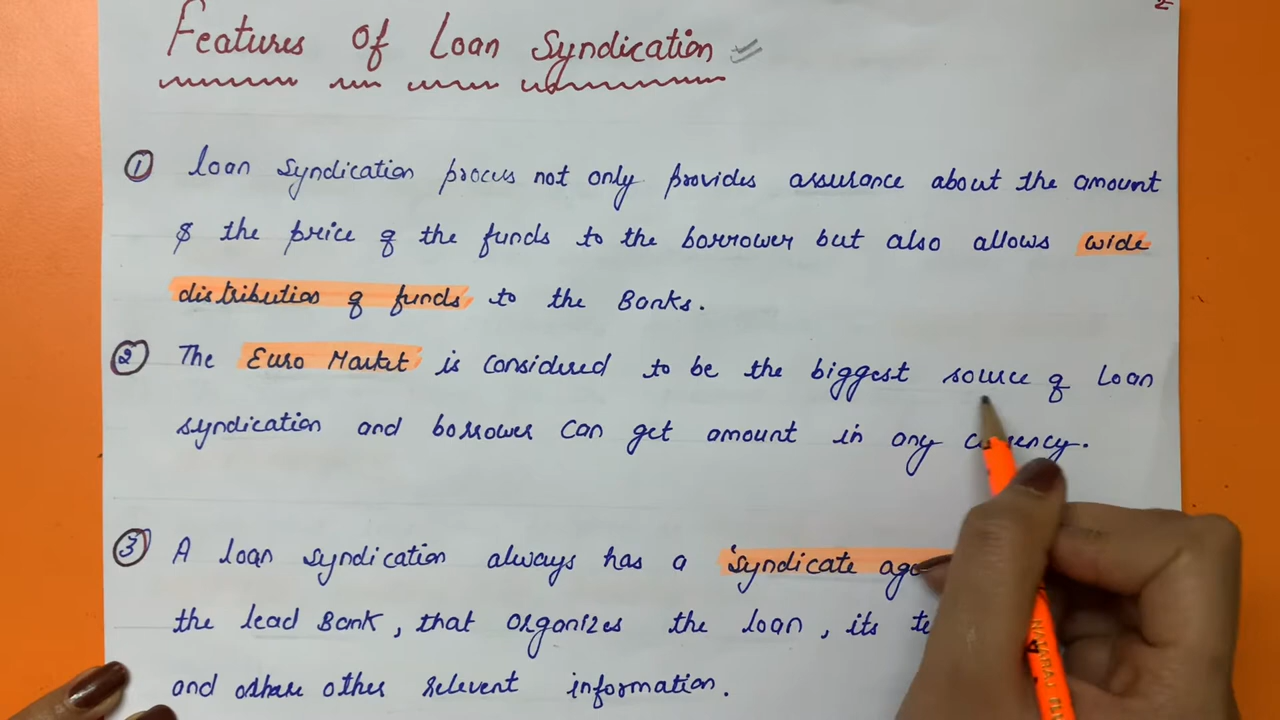 2
Features Of Loan Syndication
① Loan Syndication process not only provides assurance about the amount
& the price of the funds to the borrower but also allows wide
distribution of funds to the Banks.
② The Euro Market is considered to be the biggest source of Loan
syndication and borrower can get amount in any currency.
③ A loan syndication always has a 'syndicate
the lead Bank, that organizes the loan, its
and share other relevent information.
NATARAJ